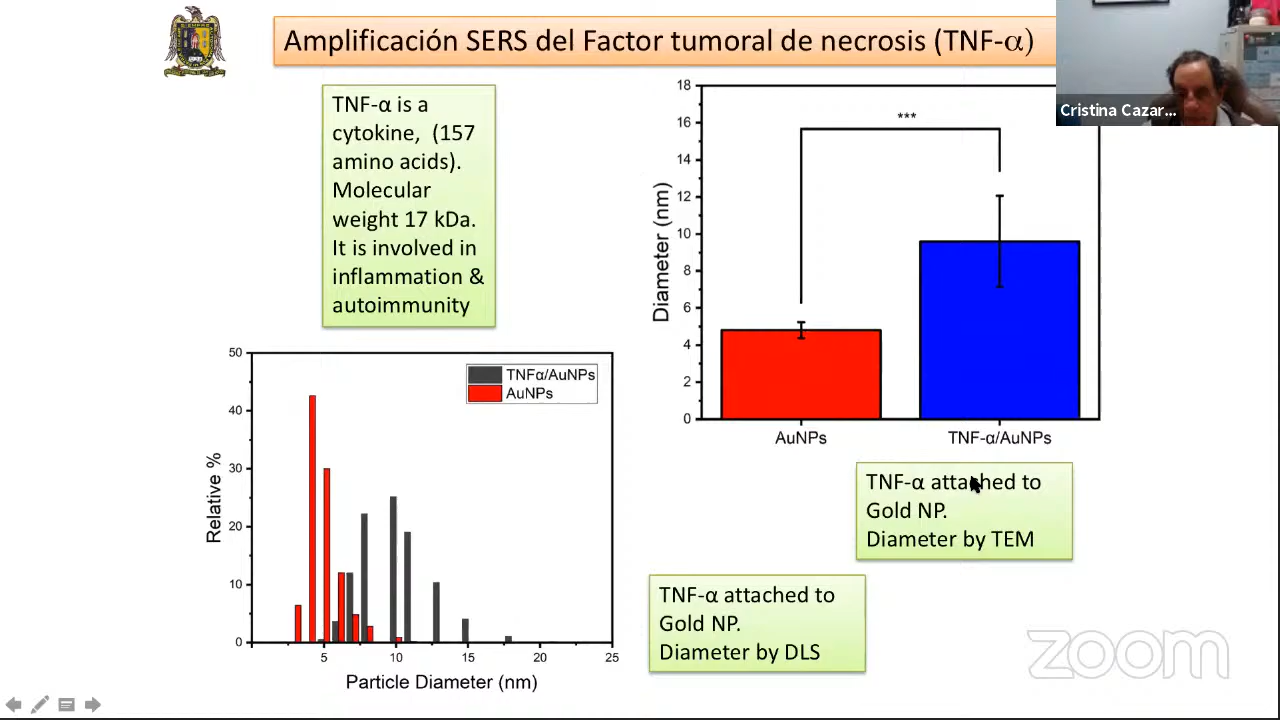 Amplificación SERS del Factor tumoral de necrosis (TNF-α)
Cristina Cazar...
TNF-α is a
cytokine, (157
amino acids).
Molecular
weight 17 kDa.
It is involved in
inflammation &
autoimmunity
18
16
14
12
10
8
6
4
2
0
Diameter (nm)
***
AuNPs
TNF-α/AuNPs
50
40
30
20
10
0
Relative %
TNFα/AuNPs
AuNPs
5
10
15
20
25
Particle Diameter (nm)
TNF-α attached to
Gold NP.
Diameter by TEM
TNF-α attached to
Gold NP.
Diameter by DLS
zoom